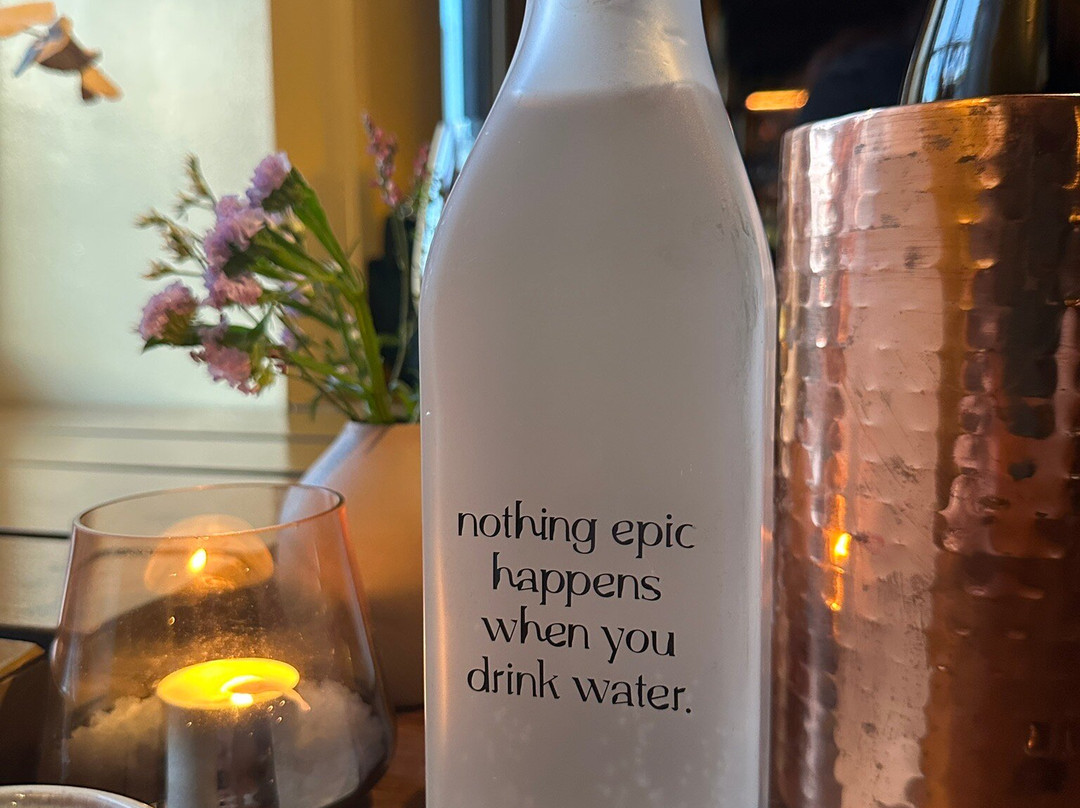 nothing epic
happens
when you
drink water.